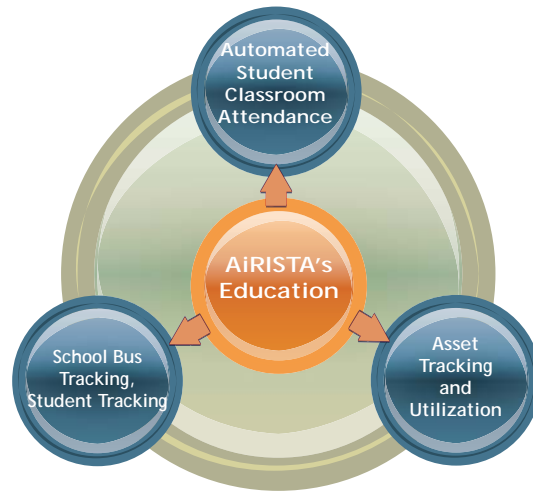 Automated
Student
Classroom
Attendance
AiRISTA's
Education
School Bus
Tracking,
Student Tracking
Asset
Tracking
and
Utilization